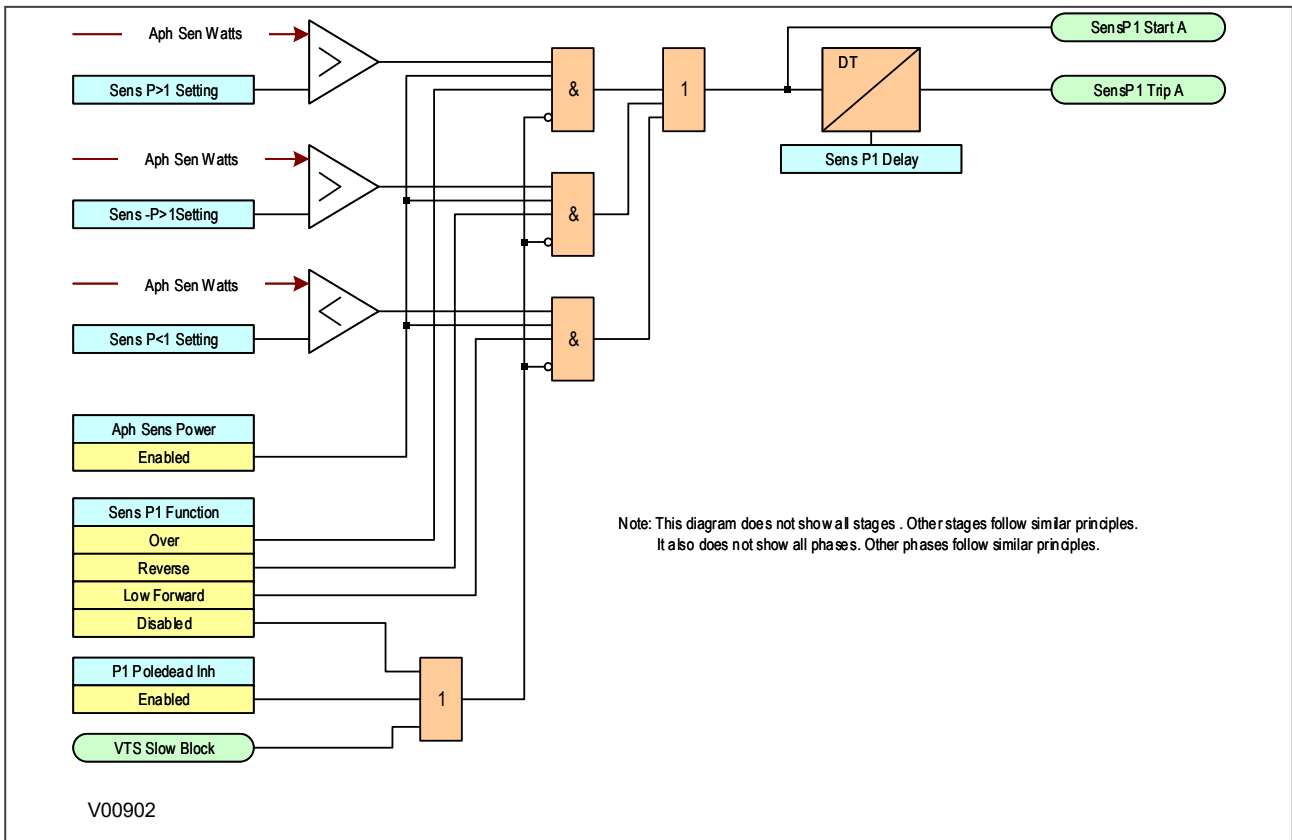 Aph Sen Watts
Sens P>1 Setting
Aph Sen Watts
Sens -P>1Setting
Aph Sen Watts
Sens P<1 Setting
&
&
&
1
DT
Sens P1 Delay
SensP1 Start A
SensP1 Trip A
Aph Sens Power
Enabled
Sens P1 Function
Over
Reverse
Low Forward
Disabled
P1 Poledead Inh
Enabled
VTS Slow Block
1
Note: This diagram does not show all stages . Other stages follow similar principles.
It also does not show all phases. Other phases follow similar principles.
V00902